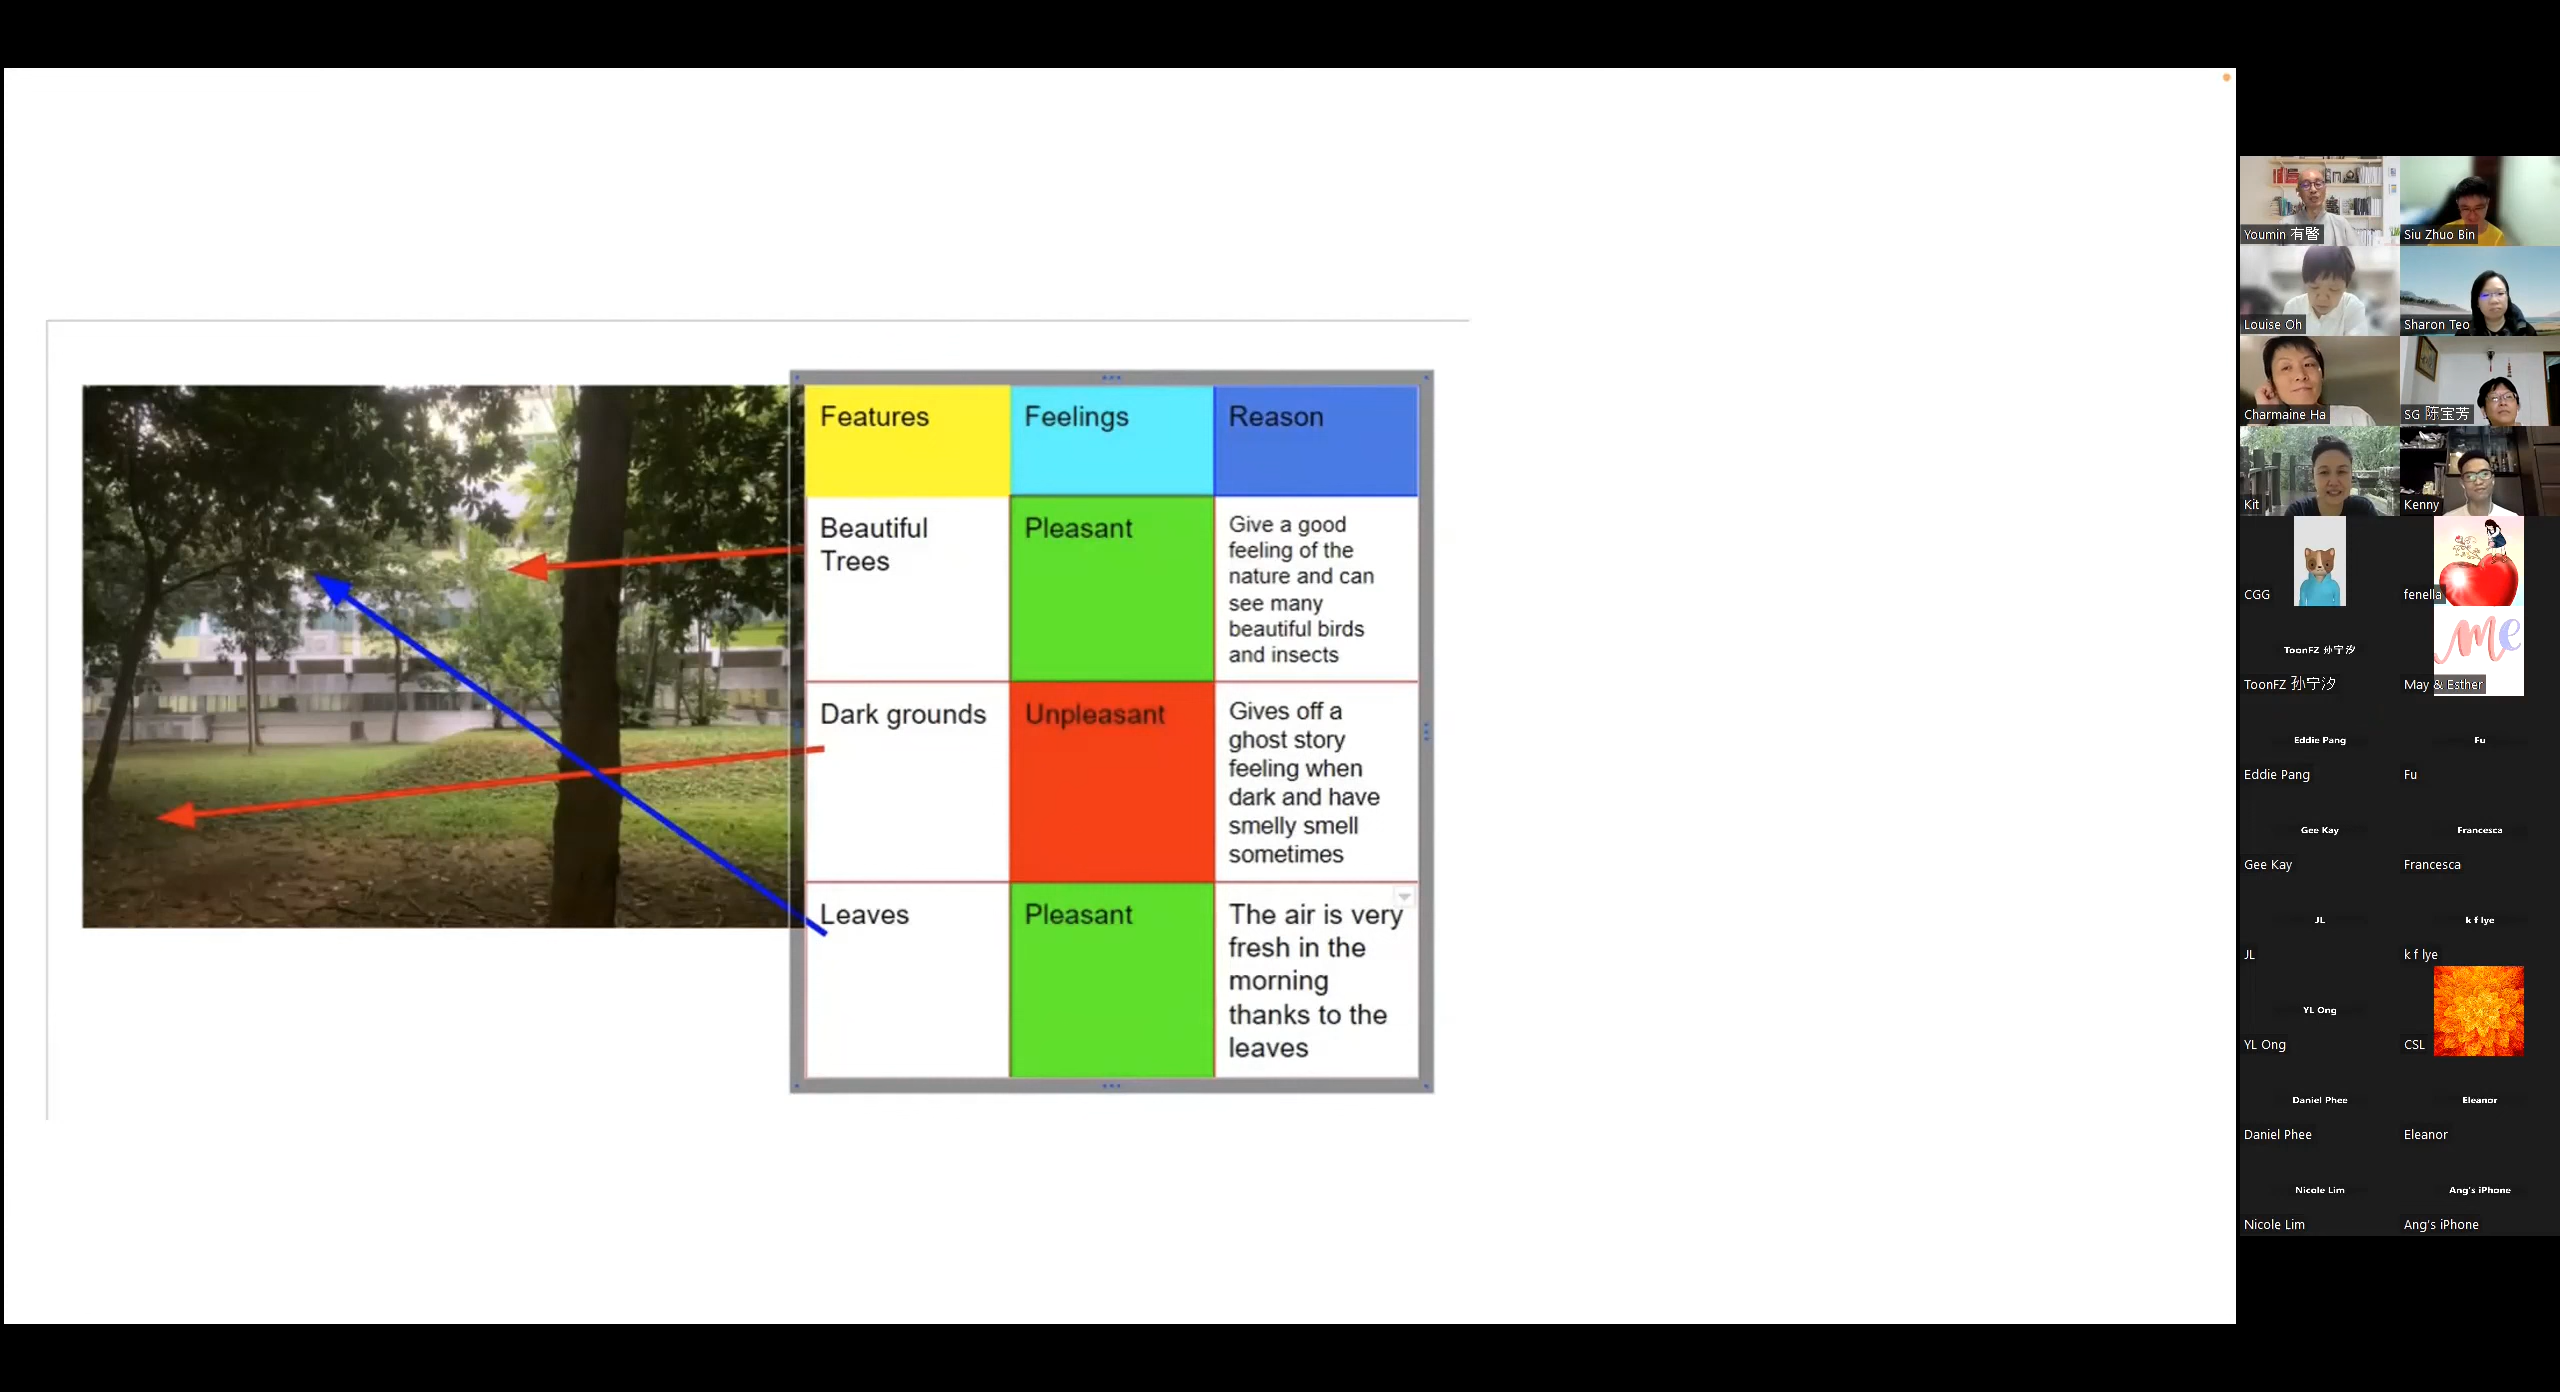 Features
Feelings
Reason
Beautiful
Trees
Pleasant
Give a good
feeling of the
nature and can
see many
beautiful birds
and insects
Dark grounds
Unpleasant
Gives off a
ghost story
feeling when
dark and have
smelly smell
sometimes
Leaves
Pleasant
The air is very
fresh in the
morning
thanks to the
leaves
Youmin 有
Siu Zhuo Bin
Louise Oh
Sharon Teo
Charmaine Ha
SG 陈宝芳
Kit
Kenny
CGG
fenella
ToonFZ 孙宁汐
ToonFZ 孙宁汐
me
May & Esther
Eddie Pang
Eddie Pang
Fu
Fu
Gee Kay
Gee Kay
Francesca
Francesca
JL
JL
k f lye
k f lye
YL Ong
YL Ong
CSL
Daniel Phee
Daniel Phee
Eleanor
Eleanor
Nicole Lim
Nicole Lim
Ang's iPhone
Ang's iPhone